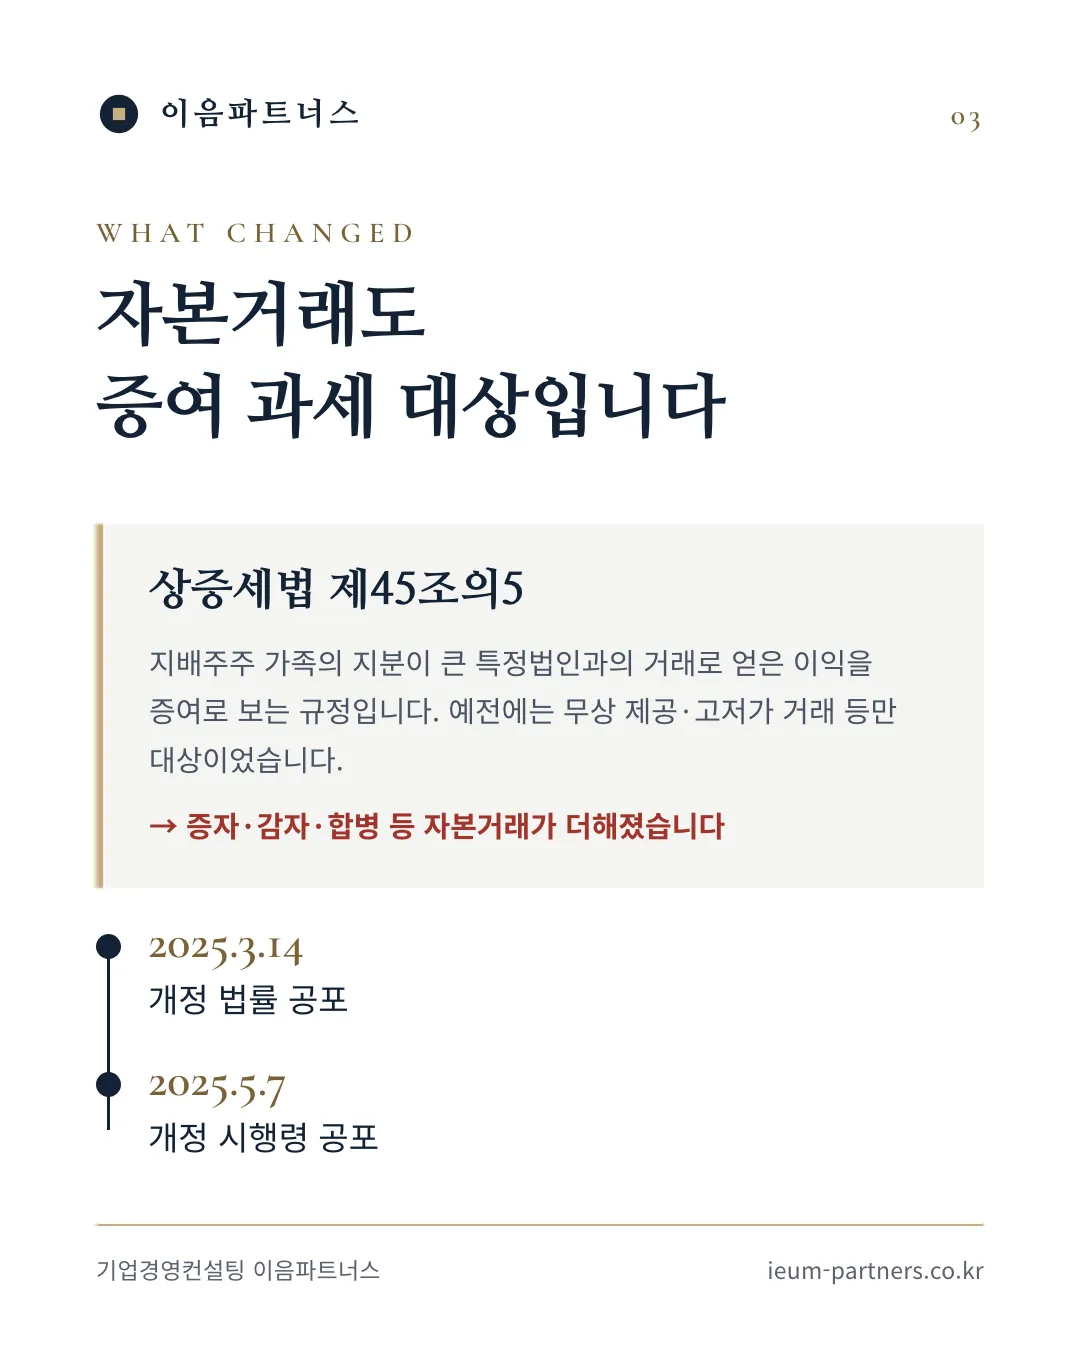 이음파트너스
03
WHAT CHANGED
자본거래도
증여 과세 대상입니다
상증세법 제45조의5
지배주주 가족의 지분이 큰 특정법인과의 거래로 얻은 이익을
증여로 보는 규정입니다. 예전에는 무상 제공·고저가 거래 등만
대상이었습니다.
→ 증자·감자·합병 등 자본거래가 더해졌습니다
2025.3.14
개정 법률 공포
2025.5.7
개정 시행령 공포
기업경영컨설팅 이음파트너스
ieum-partners.co.kr